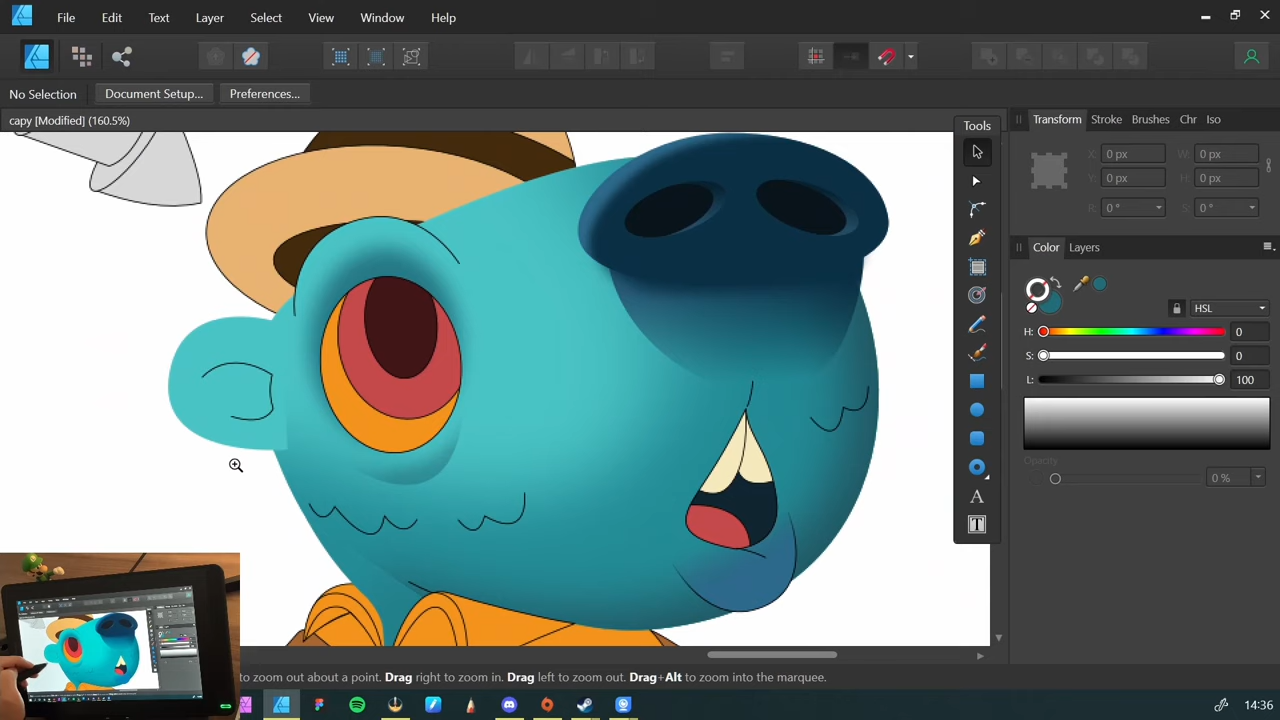 File Edit Text Layer Select View Window Help
No Selection Document Setup... Preferences...
capy [Modified] (160.5%)
Tools
T
Transform Stroke Brushes Chr Iso
X: 0 px W: 0 px
Y: 0 px H: 0 px
R: 0 ° S: 0 °
Color Layers
HSL
H: 0
S: 0
L: 100
Opacity
0 %
to zoom out about a point. Drag right to zoom in. Drag left to zoom out. Drag+Alt to zoom into the marquee.
14:36